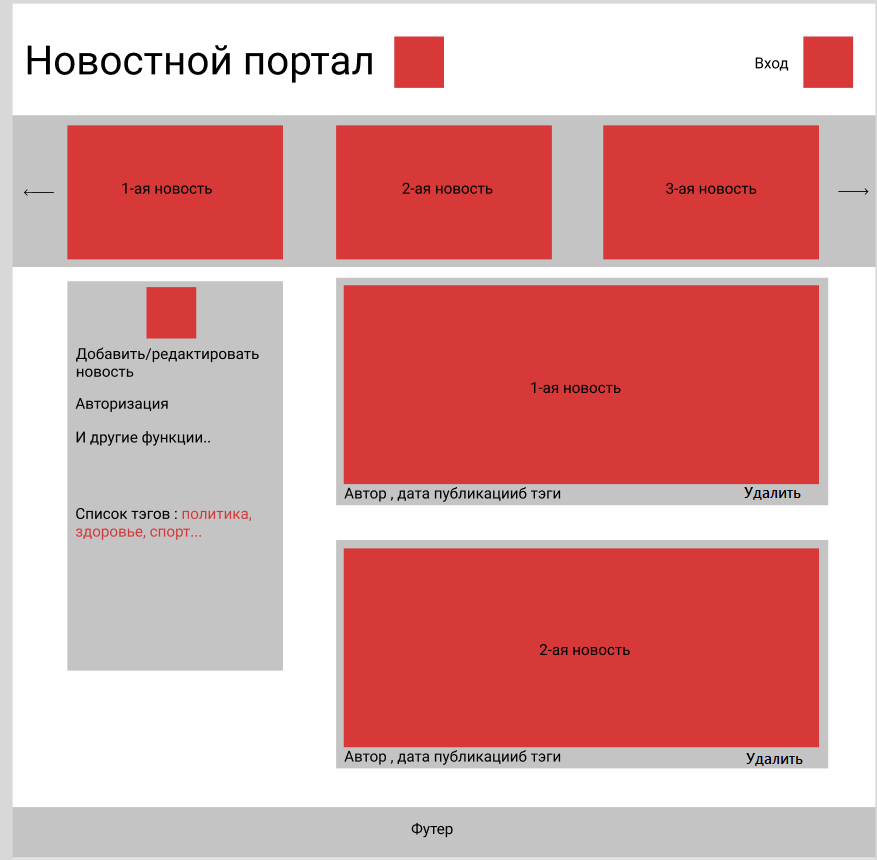 Новостной портал
Вход
1-ая новость
2-ая новость
3-ая новость
Добавить/редактировать
новость
Авторизация
И другие функции..
Список тэгов : политика,
здоровье, спорт...
1-ая новость
Автор , дата публикацииб тэги
Удалить
2-ая новость
Автор , дата публикацииб тэги
Удалить
Футер